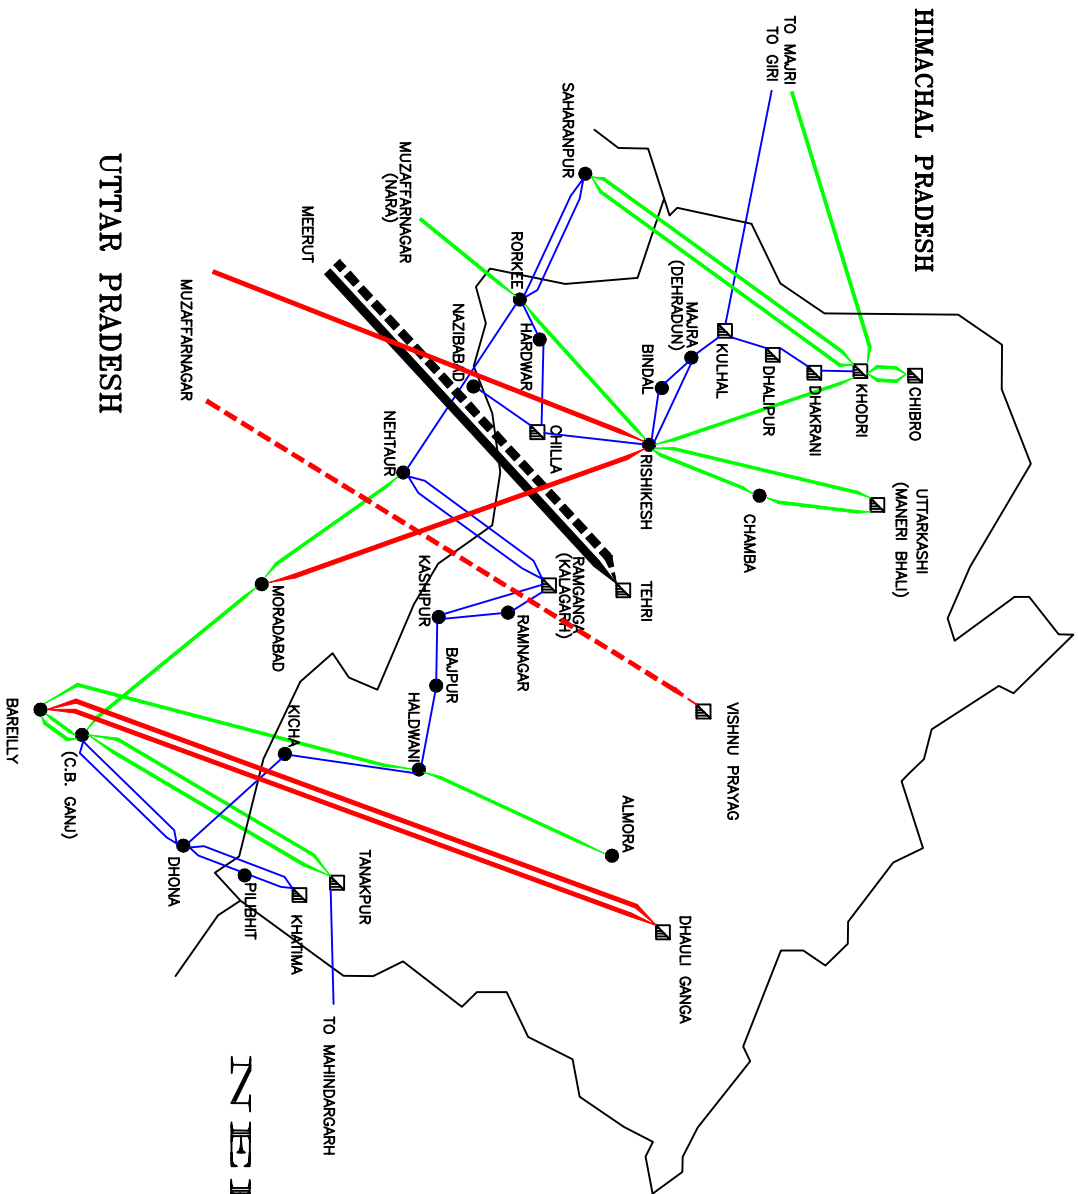 HIMACHAL PRADESH
TO MAJRI
TO GIRI
SAHARANPUR
MUZAFFARNAGAR
(NARA)
UTTAR PRADESH
MEERUT
MUZAFFARNAGAR
RORKEE
NAZIBABAD
HARDWAR
MAJRA
(DEHRADUN)
BINDAL
KULHAL
DHALIPUR
DHAKRANI
KHODRI
CHIBRO
CHILLA
RISHIKESH
NEHTAUR
UTTARKASHI
(MANERI BHALI)
CHAMBA
TEHRI
RAMGANGA
(KALAGARH)
KASHIPUR
RAMNAGAR
MORADABAD
BAJPUR
HALDWANI
VISHNU PRAYAG
KICHA
BAREILLY
(C.B. GANJ)
ALMORA
DHONA
PILIBHIT
KHATIMA
TANAKPUR
DHAULI GANGA
TO MAHINDARGARH
NE